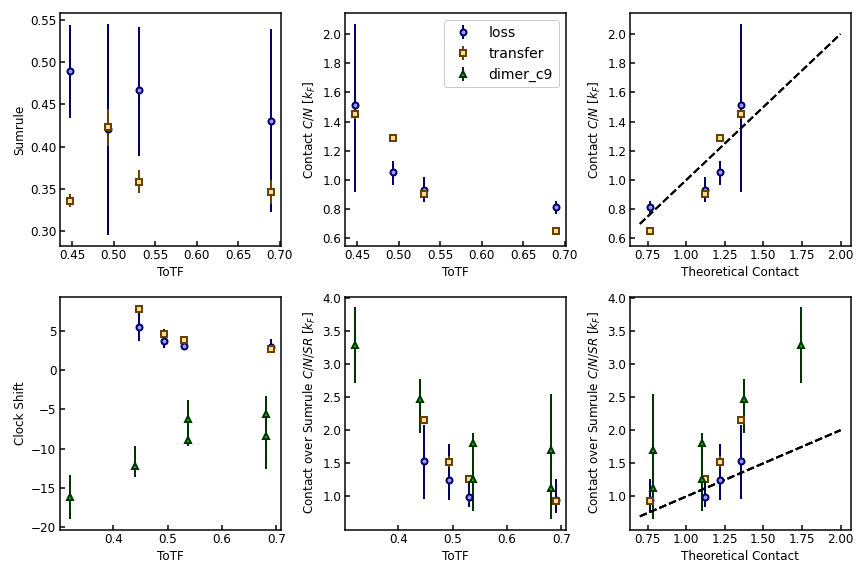 0.55
0.50
0.45
0.40
0.35
0.30
Sumrule
0.45 0.50 0.55 0.60 0.65 0.70
ToTF
2.0
1.8
1.6
1.4
1.2
1.0
0.8
0.6
Contact C/N [k_F]
loss
transfer
dimer_c9
0.45 0.50 0.55 0.60 0.65 0.70
ToTF
2.0
1.8
1.6
1.4
1.2
1.0
0.8
0.6
Contact C/N [k_F]
0.75 1.00 1.25 1.50 1.75 2.00
Theoretical Contact
5
0
−5
−10
−15
−20
Clock Shift
0.4 0.5 0.6 0.7
ToTF
4.0
3.5
3.0
2.5
2.0
1.5
1.0
Contact over Sumrule C/N/SR [k_F]
0.4 0.5 0.6 0.7
ToTF
4.0
3.5
3.0
2.5
2.0
1.5
1.0
Contact over Sumrule C/N/SR [k_F]
0.75 1.00 1.25 1.50 1.75 2.00
Theoretical Contact